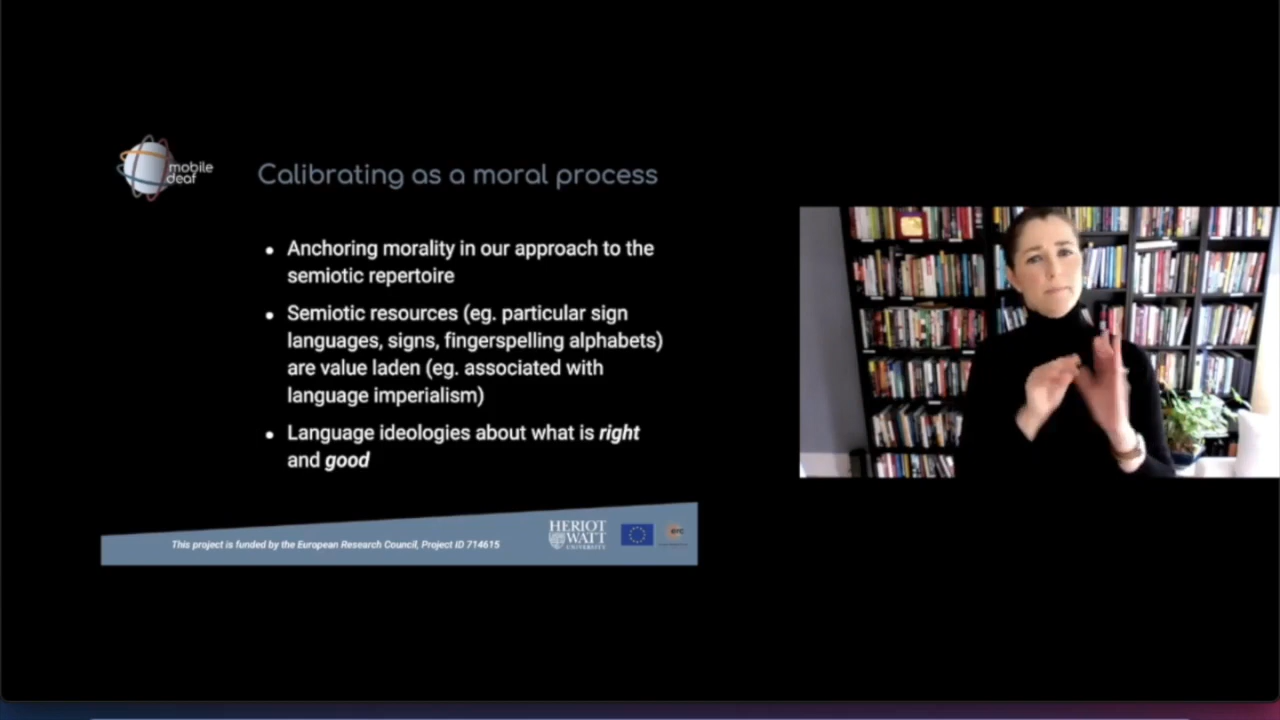 mobile
deaf
Calibrating as a moral process
• Anchoring morality in our approach to the
semiotic repertoire
• Semiotic resources (eg. particular sign
languages, signs, fingerspelling alphabets)
are value laden (eg. associated with
language imperialism)
• Language ideologies about what is right
and good
This project is funded by the European Research Council, Project ID 714615
HERIOT
WATT
UNIVERSITY
erc